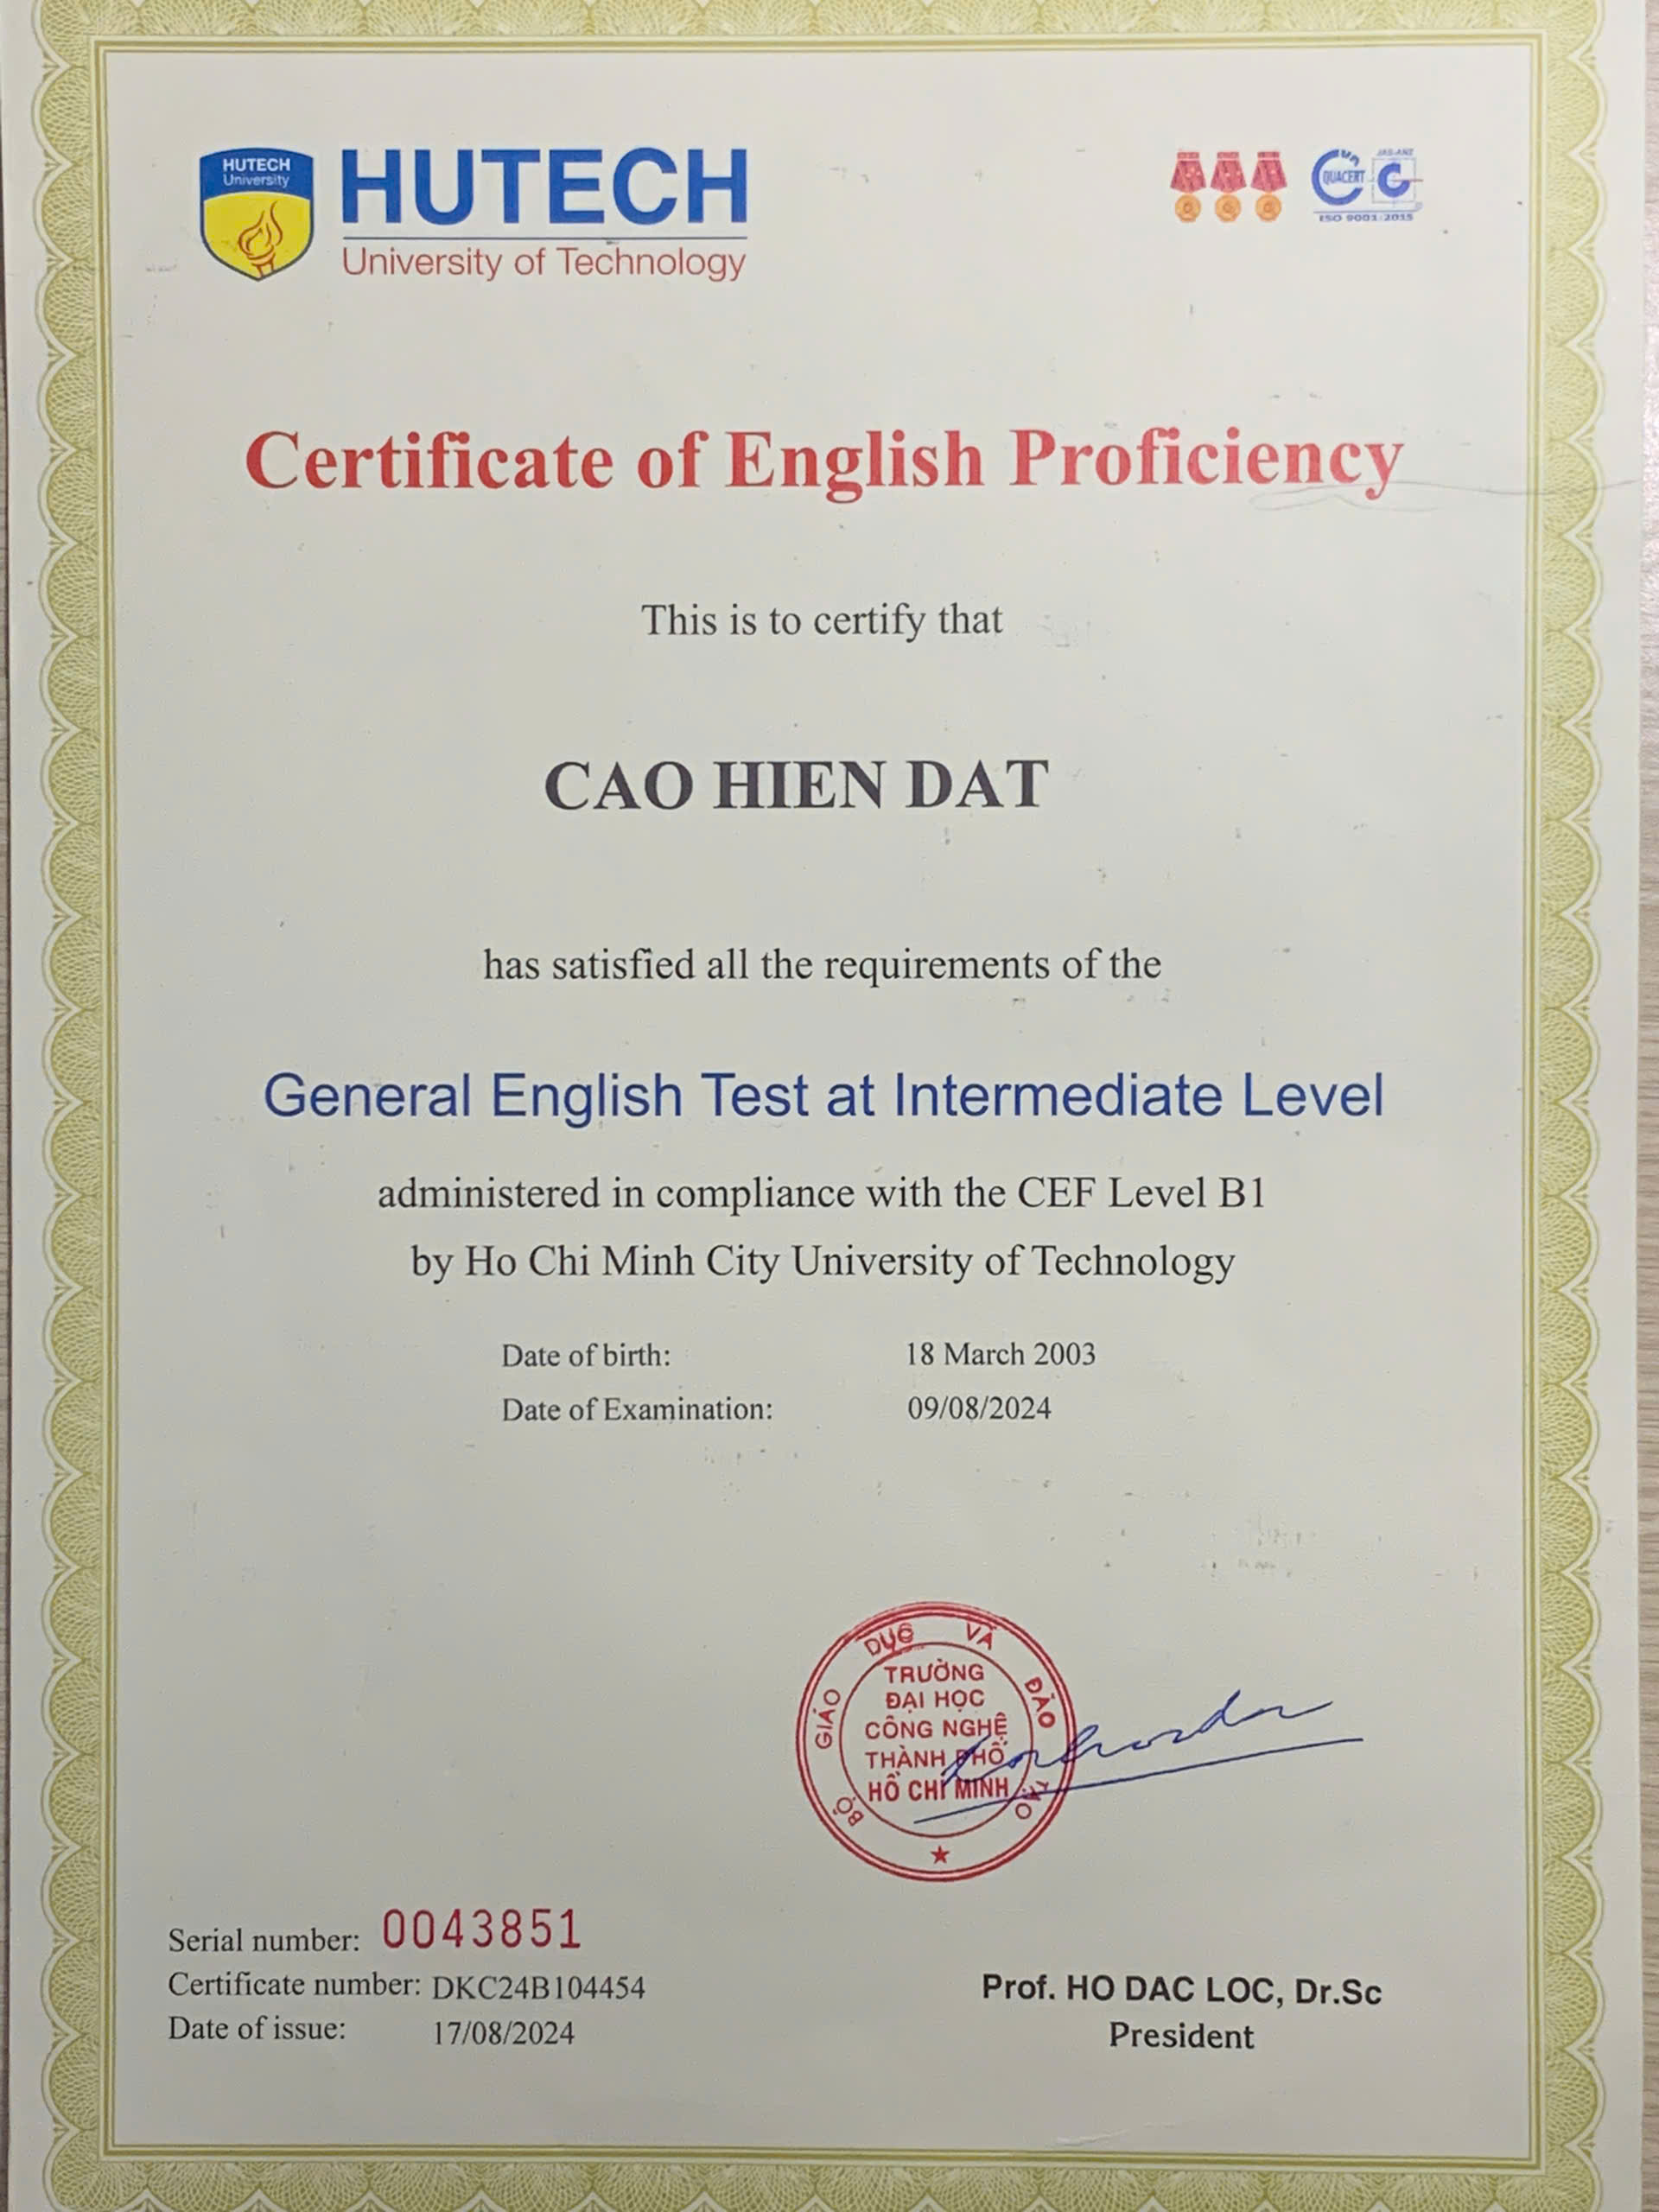 HUTECH
University
HUTECH
University of Technology
QUACERT
JAS-ANZ
ISO 9001:2015
Certificate of English Proficiency
This is to certify that
CAO HIEN DAT
has satisfied all the requirements of the
General English Test at Intermediate Level
administered in compliance with the CEF Level B1
by Ho Chi Minh City University of Technology
Date of birth: 18 March 2003
Date of Examination: 09/08/2024
BỘ GIÁO DỤC VÀ ĐÀO TẠO
TRƯỜNG
ĐẠI HỌC
CÔNG NGHỆ
THÀNH PHỐ
HỒ CHÍ MINH
Serial number: 0043851
Certificate number: DKC24B104454
Date of issue: 17/08/2024
Prof. HO DAC LOC, Dr.Sc
President